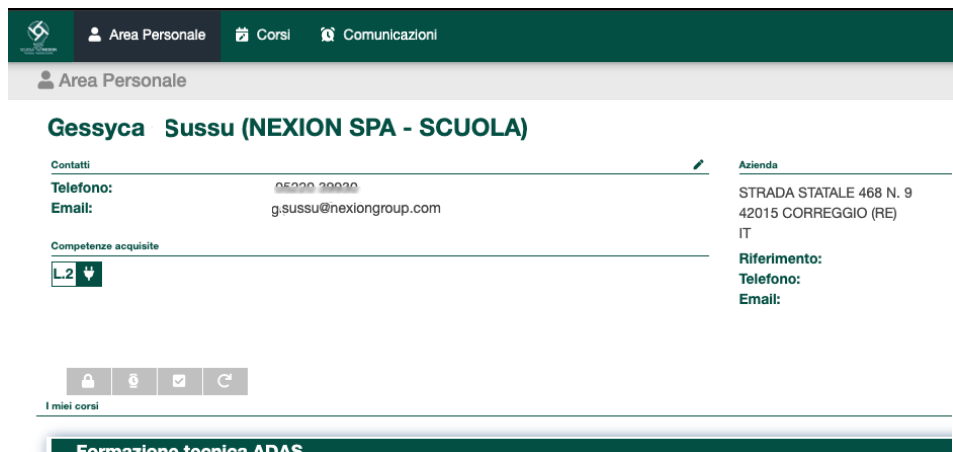 Area Personale Corsi Comunicazioni
Area Personale
Gessyca Sussu (NEXION SPA - SCUOLA)
Contatti
Telefono:
Email: g.sussu@nexiongroup.com
Competenze acquisite
L.2
Azienda
STRADA STATALE 468 N. 9
42015 CORREGGIO (RE)
IT
Riferimento:
Telefono:
Email:
I miei corsi
Formazione tecnica ADAS